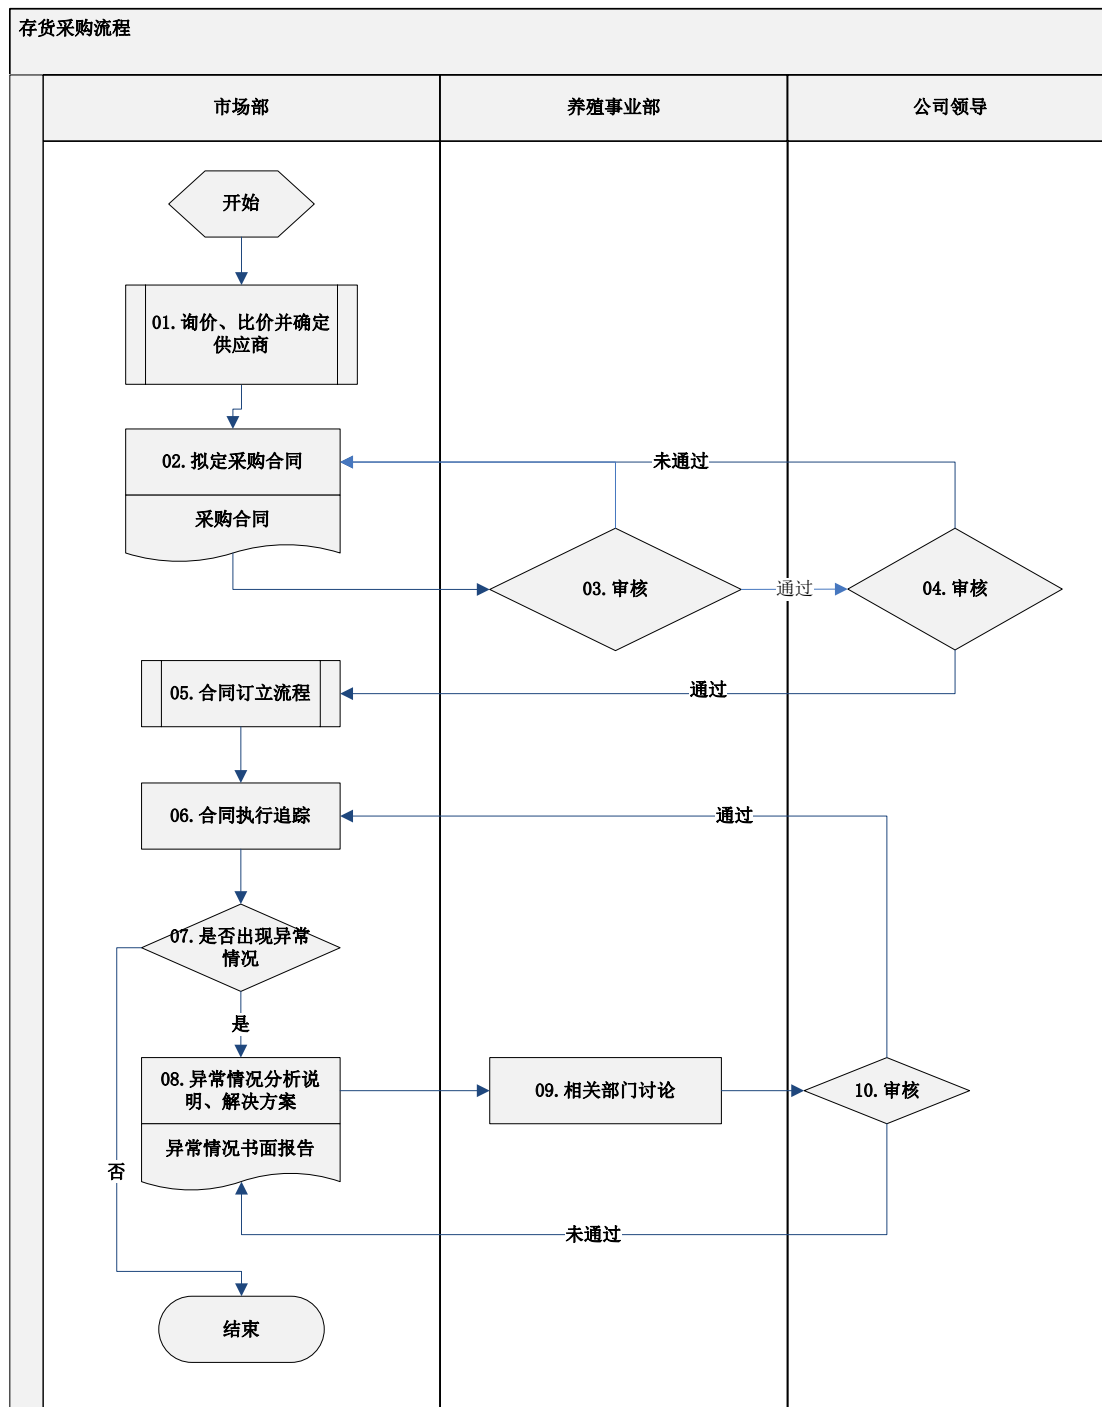 存货采购流程
市场部
养殖事业部
公司领导
开始
01.询价、比价并确定
供应商
02.拟定采购合同
未通过
采购合同
03.审核
通过
04.审核
05.合同订立流程
通过
06.合同执行追踪
通过
07.是否出现异常
情况
是
08.异常情况分析说
明、解决方案
09.相关部门讨论
10.审核
异常情况书面报告
否
未通过
结束